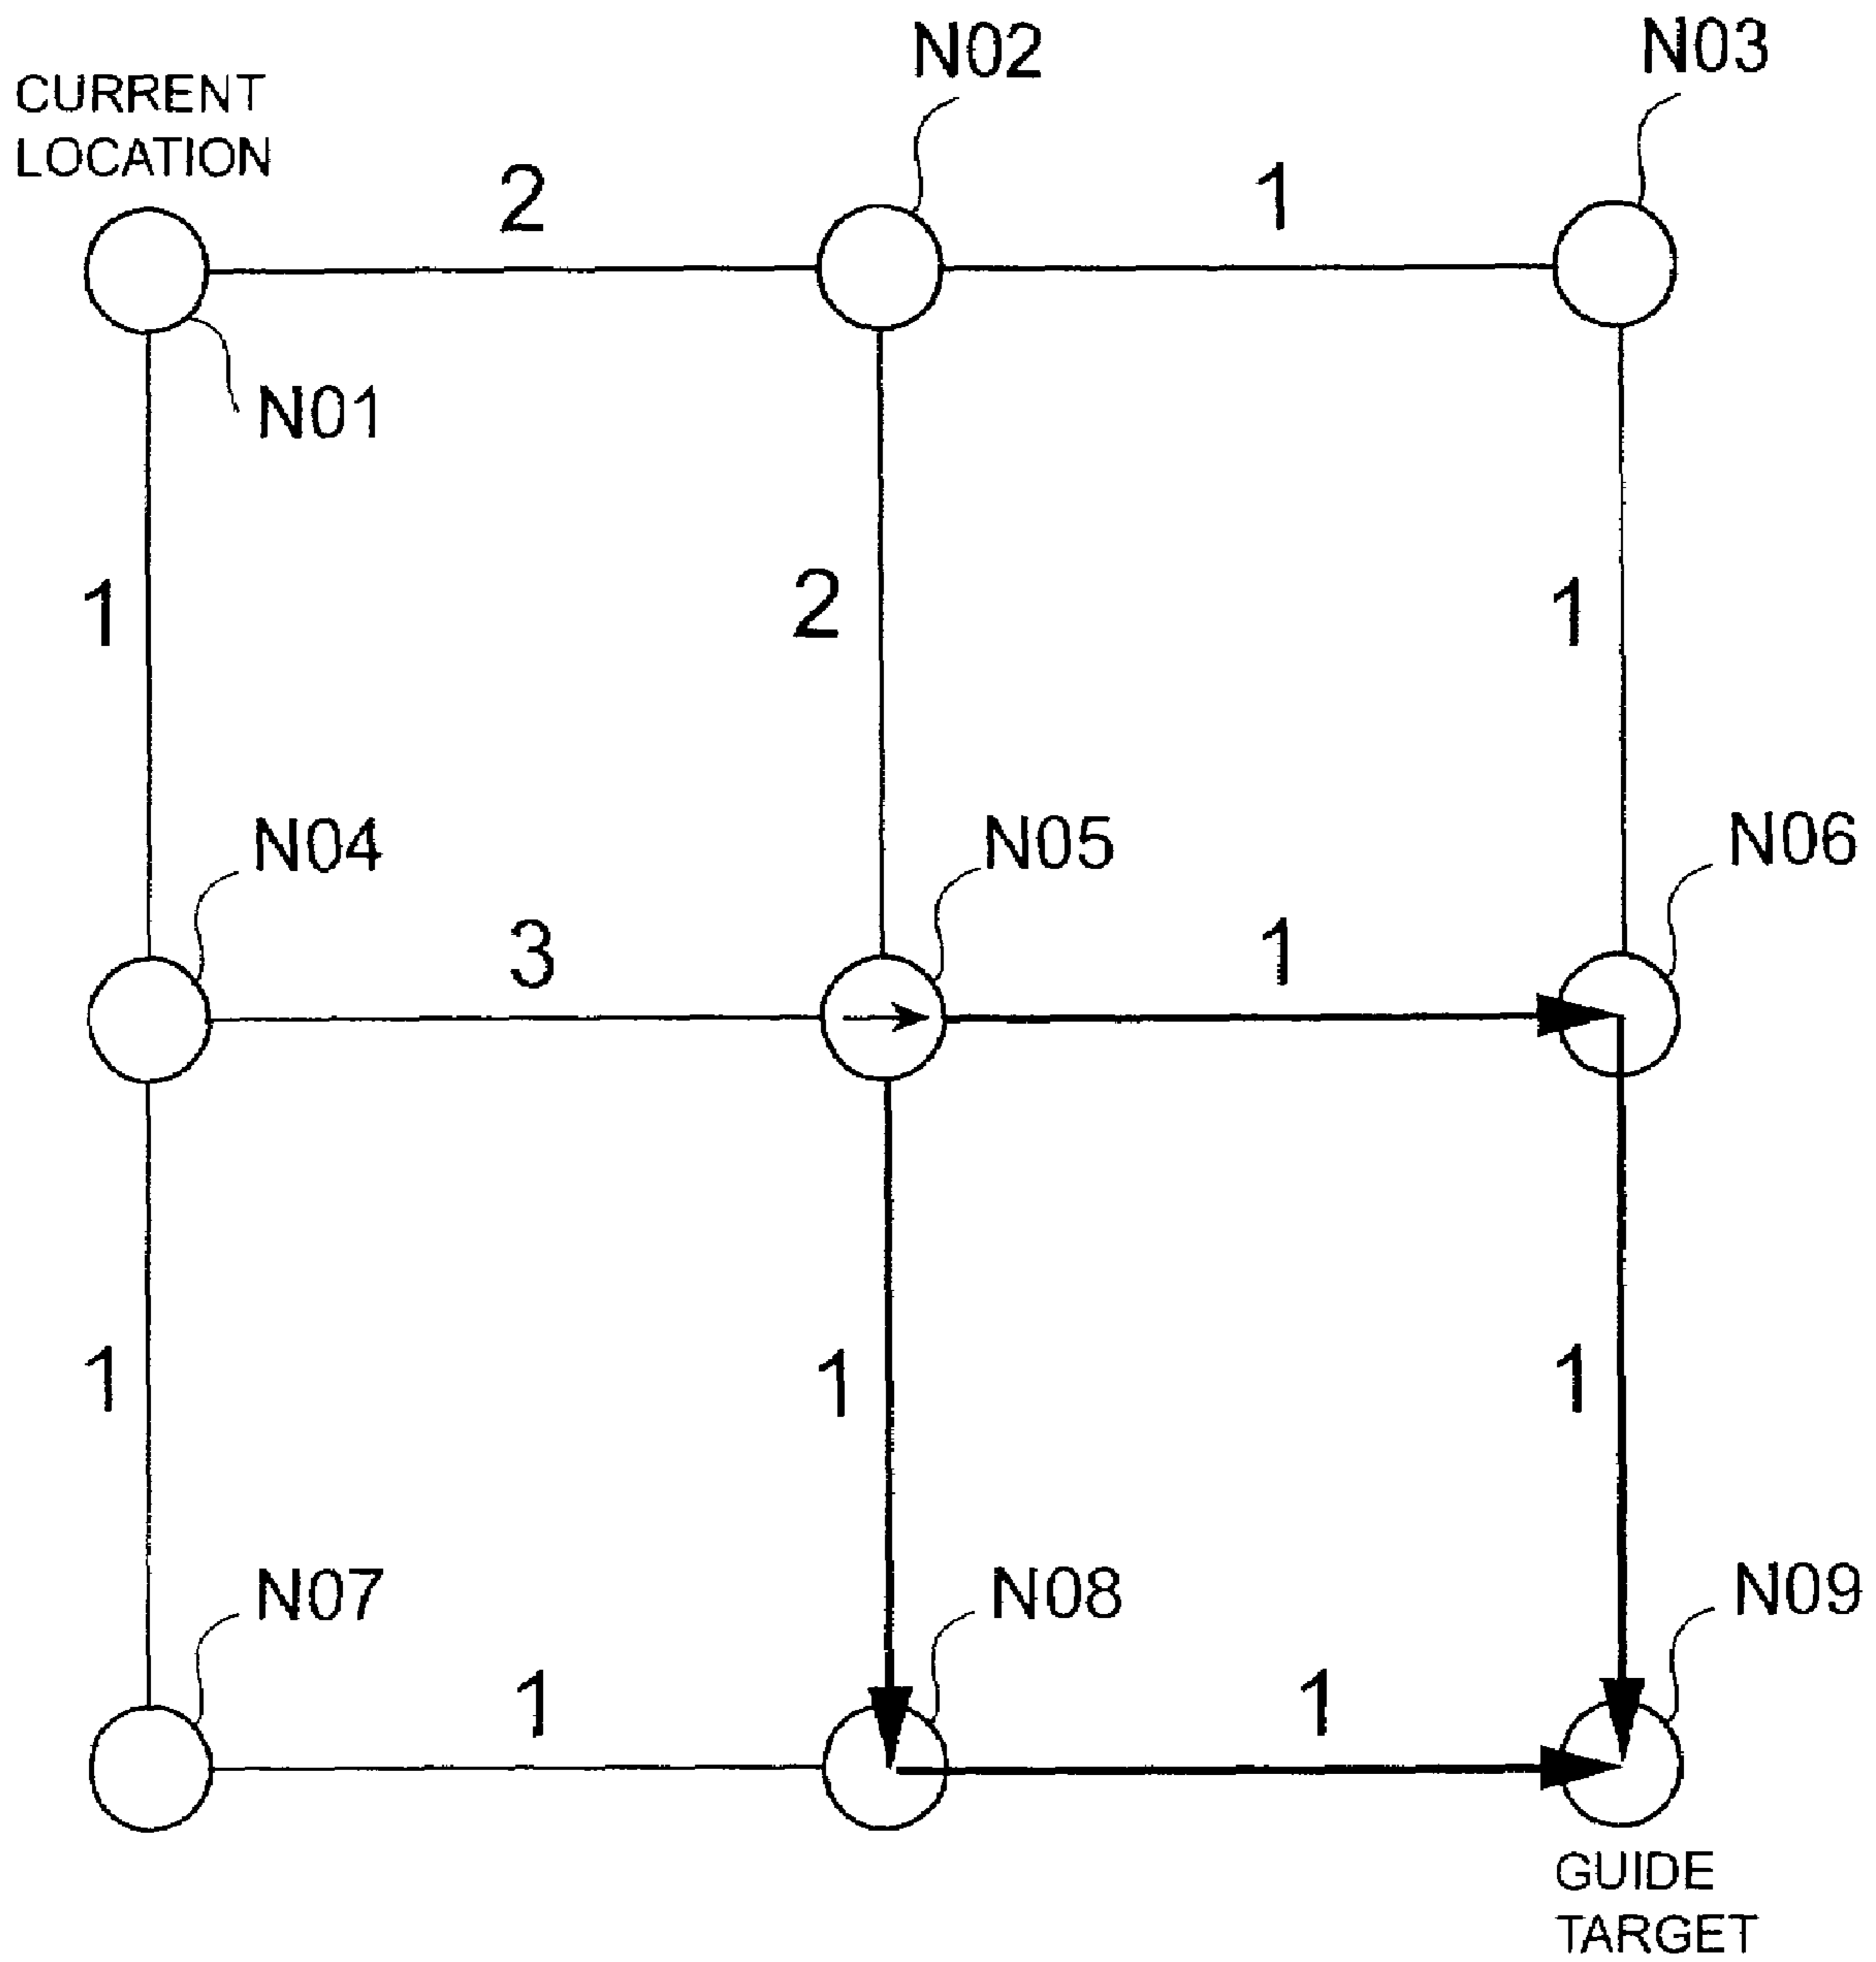 N02
N03
CURRENT
LOCATION
2
1
N01
1
2
1
N04
N05
N06
3
1
1
1
1
N07
N08
N09
1
1
GUIDE
TARGET